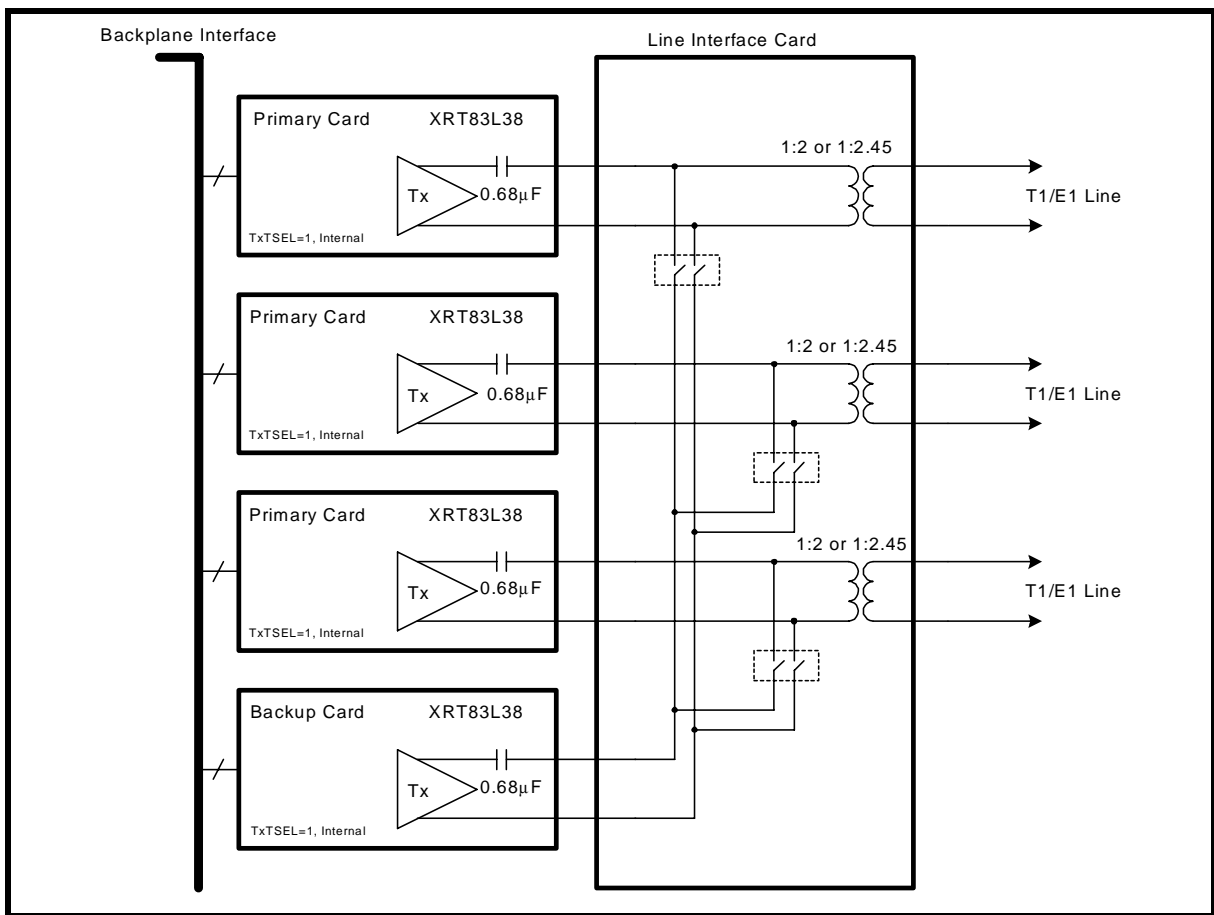 Backplane Interface
Line Interface Card
Primary Card XRT83L38
Tx
0.68μF
TxTSEL=1, Internal
1:2 or 1:2.45
T1/E1 Line
Primary Card XRT83L38
Tx
0.68μF
TxTSEL=1, Internal
1:2 or 1:2.45
T1/E1 Line
Primary Card XRT83L38
Tx
0.68μF
TxTSEL=1, Internal
1:2 or 1:2.45
T1/E1 Line
Backup Card XRT83L38
Tx
0.68μF
TxTSEL=1, Internal